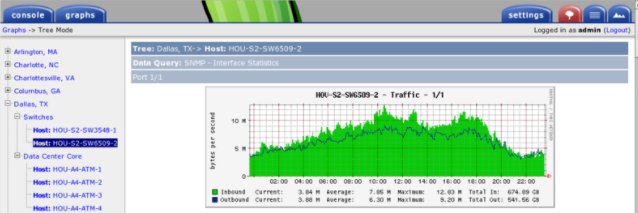 console graphs settings
Graphs -> Tree Mode Logged in as admin (Logout)
Tree: Dallas, TX-> Host: HOU-S2-SW6509-2
Data Query: SNMP - Interface Statistics
Port 1/1
Arlington, MA
Charlotte, NC
Charlottesville, VA
Columbus, GA
Dallas, TX
Switches
Host: HOU-S2-SW3548-1
Host: HOU-S2-SW6509-2
Data Center Core
Host: HOU-A4-ATM-1
Host: HOU-A4-ATM-2
Host: HOU-A4-ATM-3
Host: HOU-A4-ATM-4
HOU-S2-SW6509-2 - Traffic - 1/1
bytes per second
10 M
5 M
02:00 04:00 06:00 08:00 10:00 12:00 14:00 16:00 18:00 20:00 22:00
Inbound Current: 3.84 M Average: 7.85 M Maximum: 12.83 M Total In: 674.89 GB
Outbound Current: 3.88 M Average: 6.30 M Maximum: 9.20 M Total Out: 541.56 GB